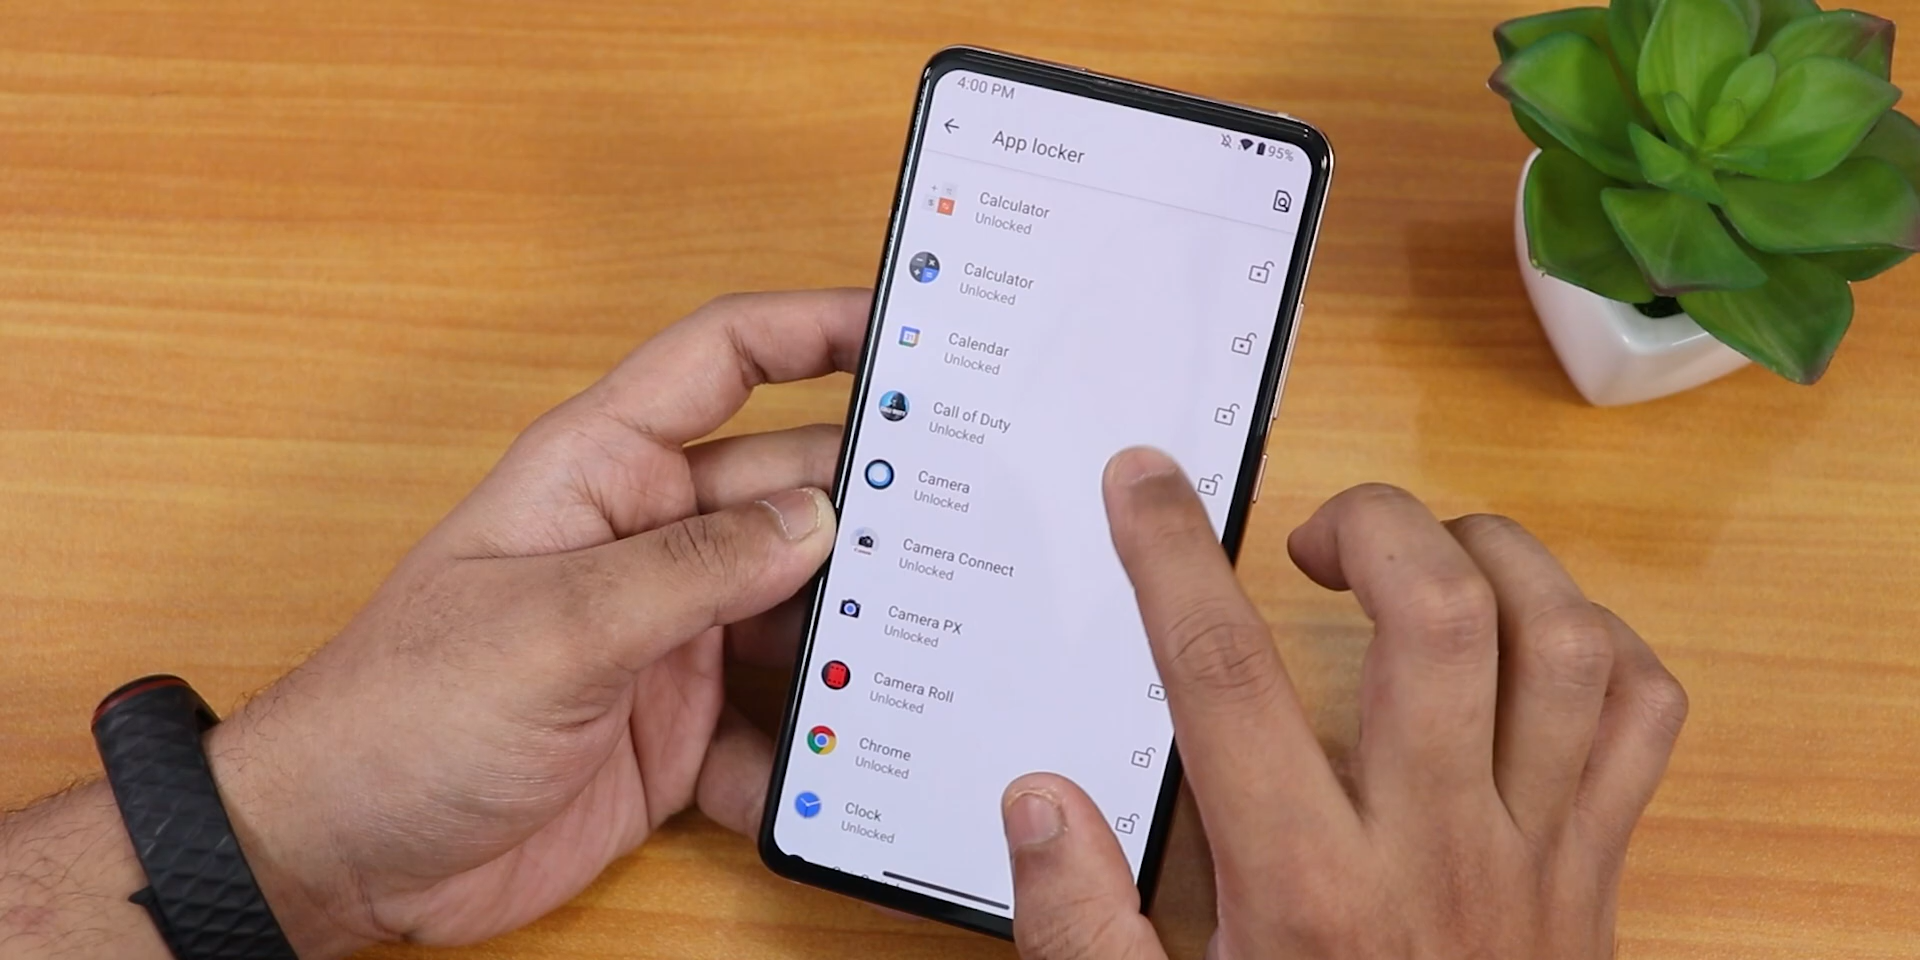 4:00 PM
95%
App locker
Calculator
Unlocked
Calculator
Unlocked
Calendar
Unlocked
Call of Duty
Unlocked
Camera
Unlocked
Camera Connect
Unlocked
Camera PX
Unlocked
Camera Roll
Unlocked
Chrome
Unlocked
Clock
Unlocked